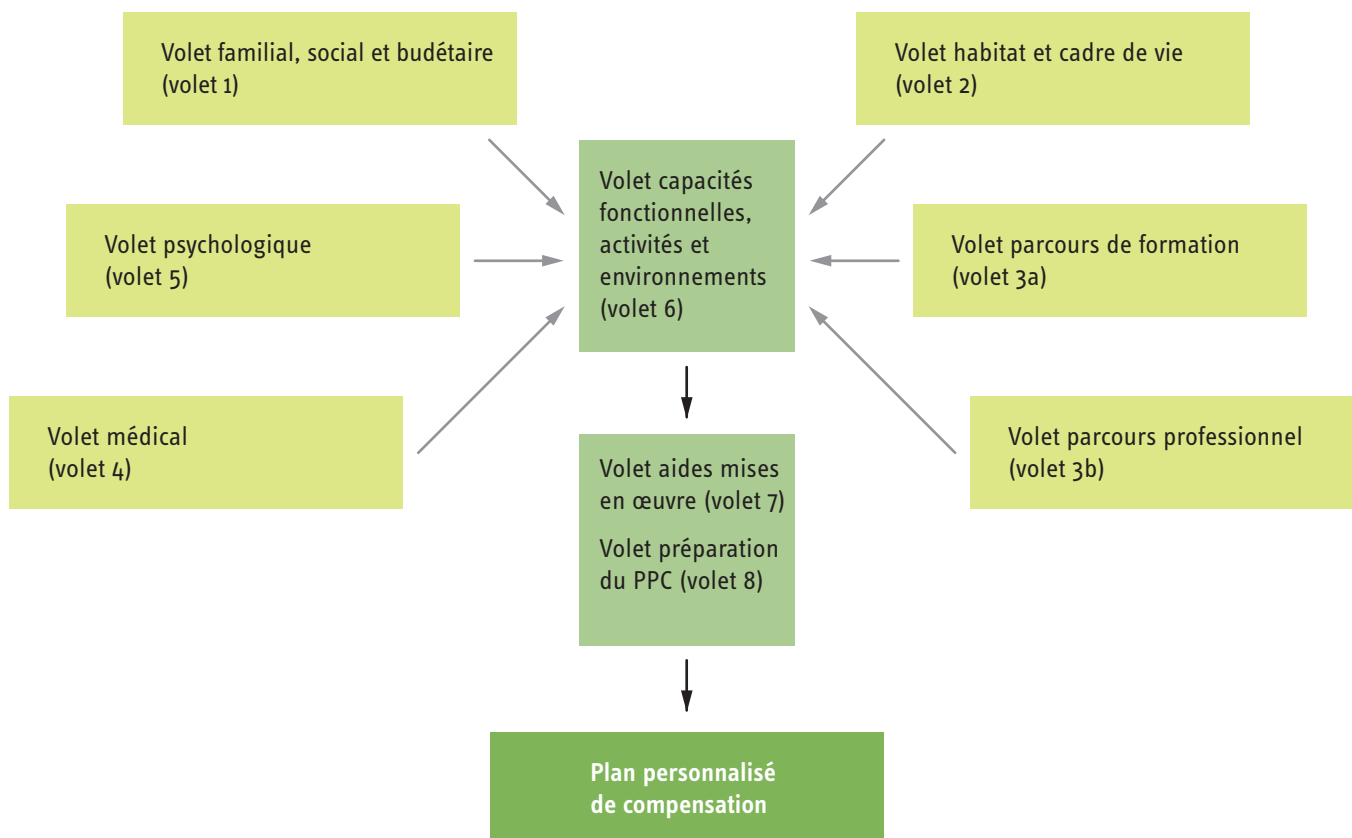 Volet familial, social et budétaire
(volet 1)
Volet habitat et cadre de vie
(volet 2)
Volet capacités
fonctionnelles,
activités et
environnements
(volet 6)
Volet psychologique
(volet 5)
Volet parcours de formation
(volet 3a)
Volet médical
(volet 4)
Volet parcours professionnel
(volet 3b)
Volet aides mises
en œuvre (volet 7)
Volet préparation
du PPC (volet 8)
Plan personnalisé
de compensation